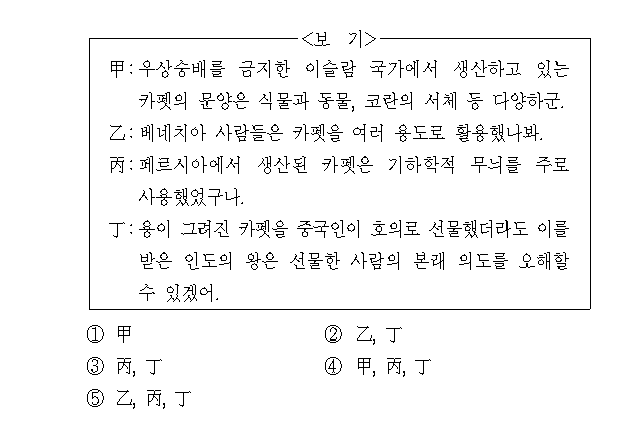 <보 기>
甲: 우상숭배를 금지한 이슬람 국가에서 생산하고 있는
카펫의 문양은 식물과 동물, 코란의 서체 등 다양하군.
乙: 베네치아 사람들은 카펫을 여러 용도로 활용했나봐.
丙: 페르시아에서 생산된 카펫은 기하학적 무늬를 주로
사용했었구나.
丁: 용이 그려진 카펫을 중국인이 호의로 선물했더라도 이를
받은 인도의 왕은 선물한 사람의 본래 의도를 오해할
수 있겠어.
① 甲 ② 乙, 丁
③ 丙, 丁 ④ 甲, 丙, 丁
⑤ 乙, 丙, 丁